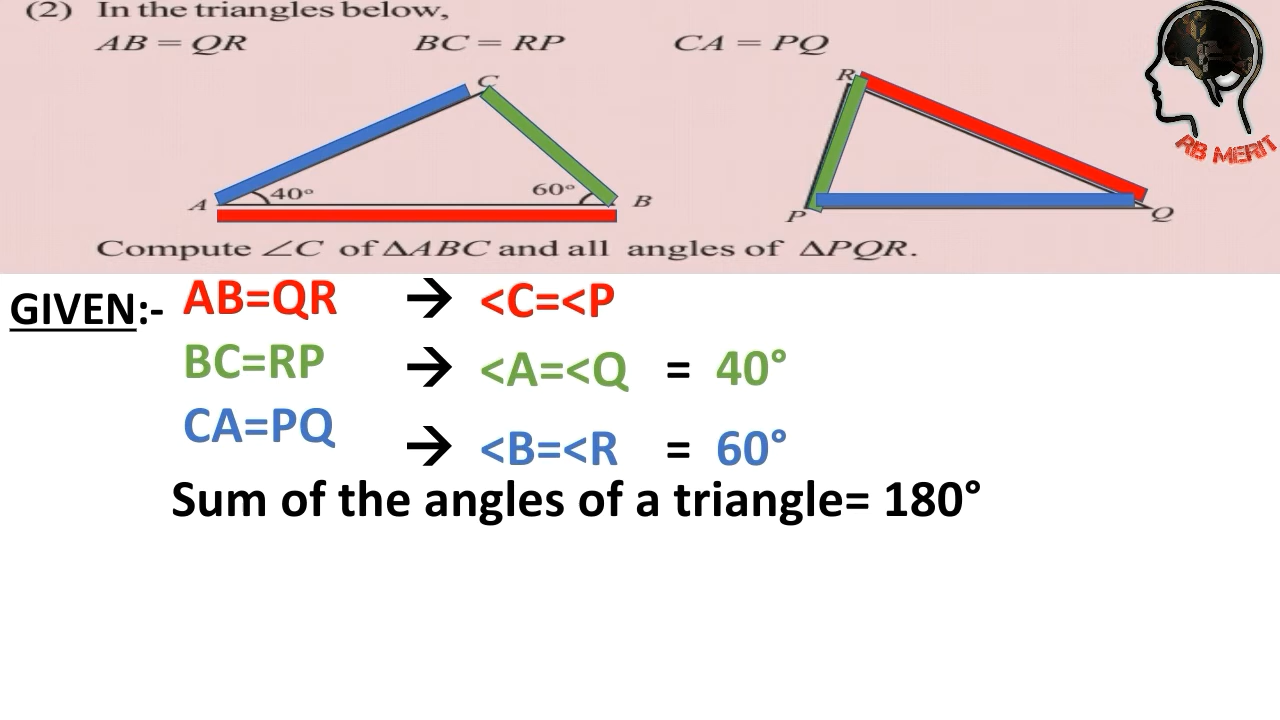 (2) In the triangles below,
AB = QR BC = RP CA = PQ
C
R
40° 60°
A B
P Q
RB MERIT
Compute ∠C of ΔABC and all angles of ΔPQR.
GIVEN:- AB=QR → <C=<P
BC=RP → <A=<Q = 40°
CA=PQ → <B=<R = 60°
Sum of the angles of a triangle= 180°